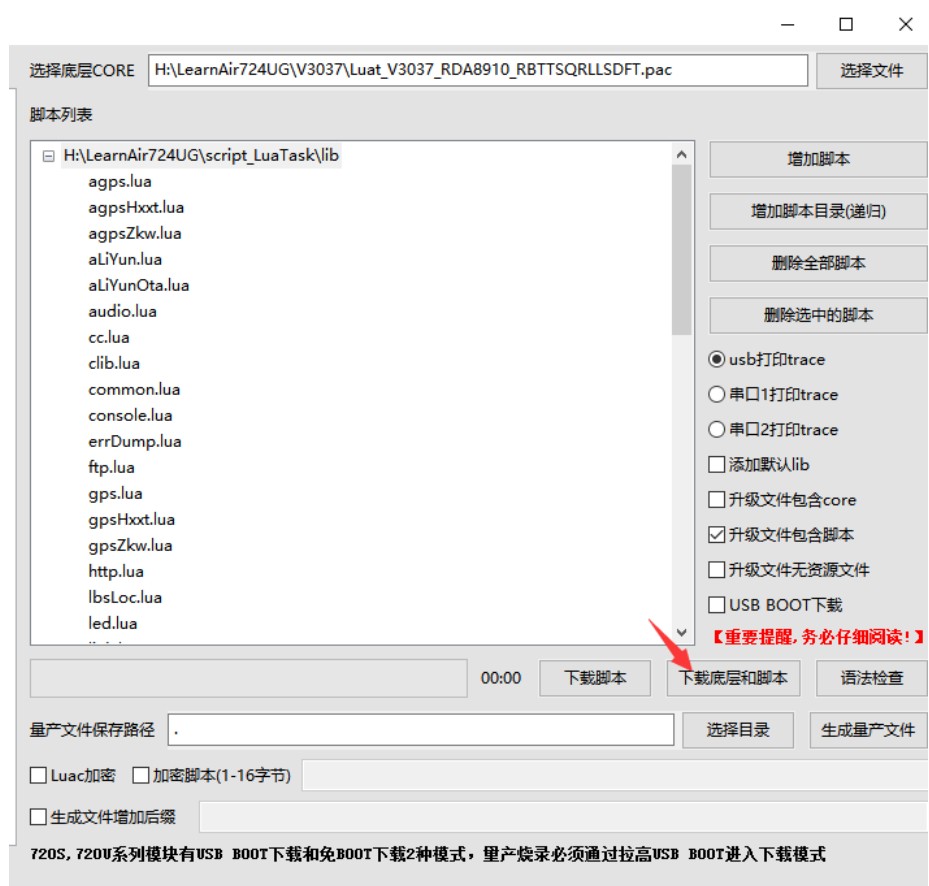 选择底层CORE H:\LearnAir724UG\V3037\Luat_V3037_RDA8910_RBTTSQRLLSDFT.pac 选择文件
脚本列表
H:\LearnAir724UG\script_LuaTask\lib
agps.lua
agpsHxxt.lua
agpsZkw.lua
aLiYun.lua
aLiYunOta.lua
audio.lua
cc.lua
clib.lua
common.lua
console.lua
errDump.lua
ftp.lua
gps.lua
gpsHxxt.lua
gpsZkw.lua
http.lua
lbsLoc.lua
led.lua
增加脚本
增加脚本目录(递归)
删除全部脚本
删除选中的脚本
usb打印trace
串口1打印trace
串口2打印trace
添加默认lib
升级文件包含core
升级文件包含脚本
升级文件无资源文件
USB BOOT下载
【重要提醒,务必仔细阅读!】
00:00 下载脚本 下载底层和脚本 语法检查
量产文件保存路径 . 选择目录 生成量产文件
Luac加密 加密脚本(1-16字节)
生成文件增加后缀
720S,720U系列模块有USB BOOT下载和免BOOT下载2种模式，量产烧录必须通过拉高USB BOOT进入下载模式